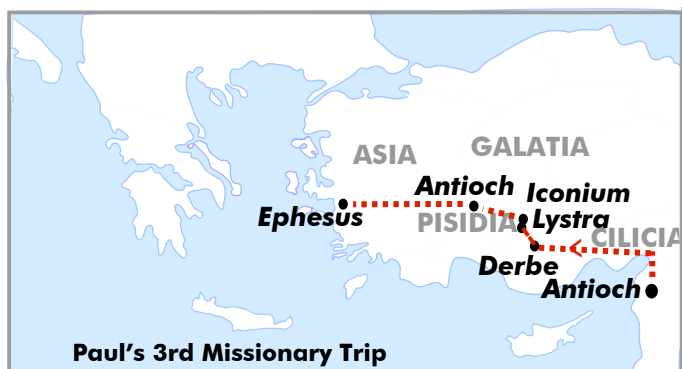 GALATIA
ASIA
Antioch
Iconium
Ephesus
PISIDIA
Lystra
CILICIA
Derbe
Antioch
Paul's 3rd Missionary Trip